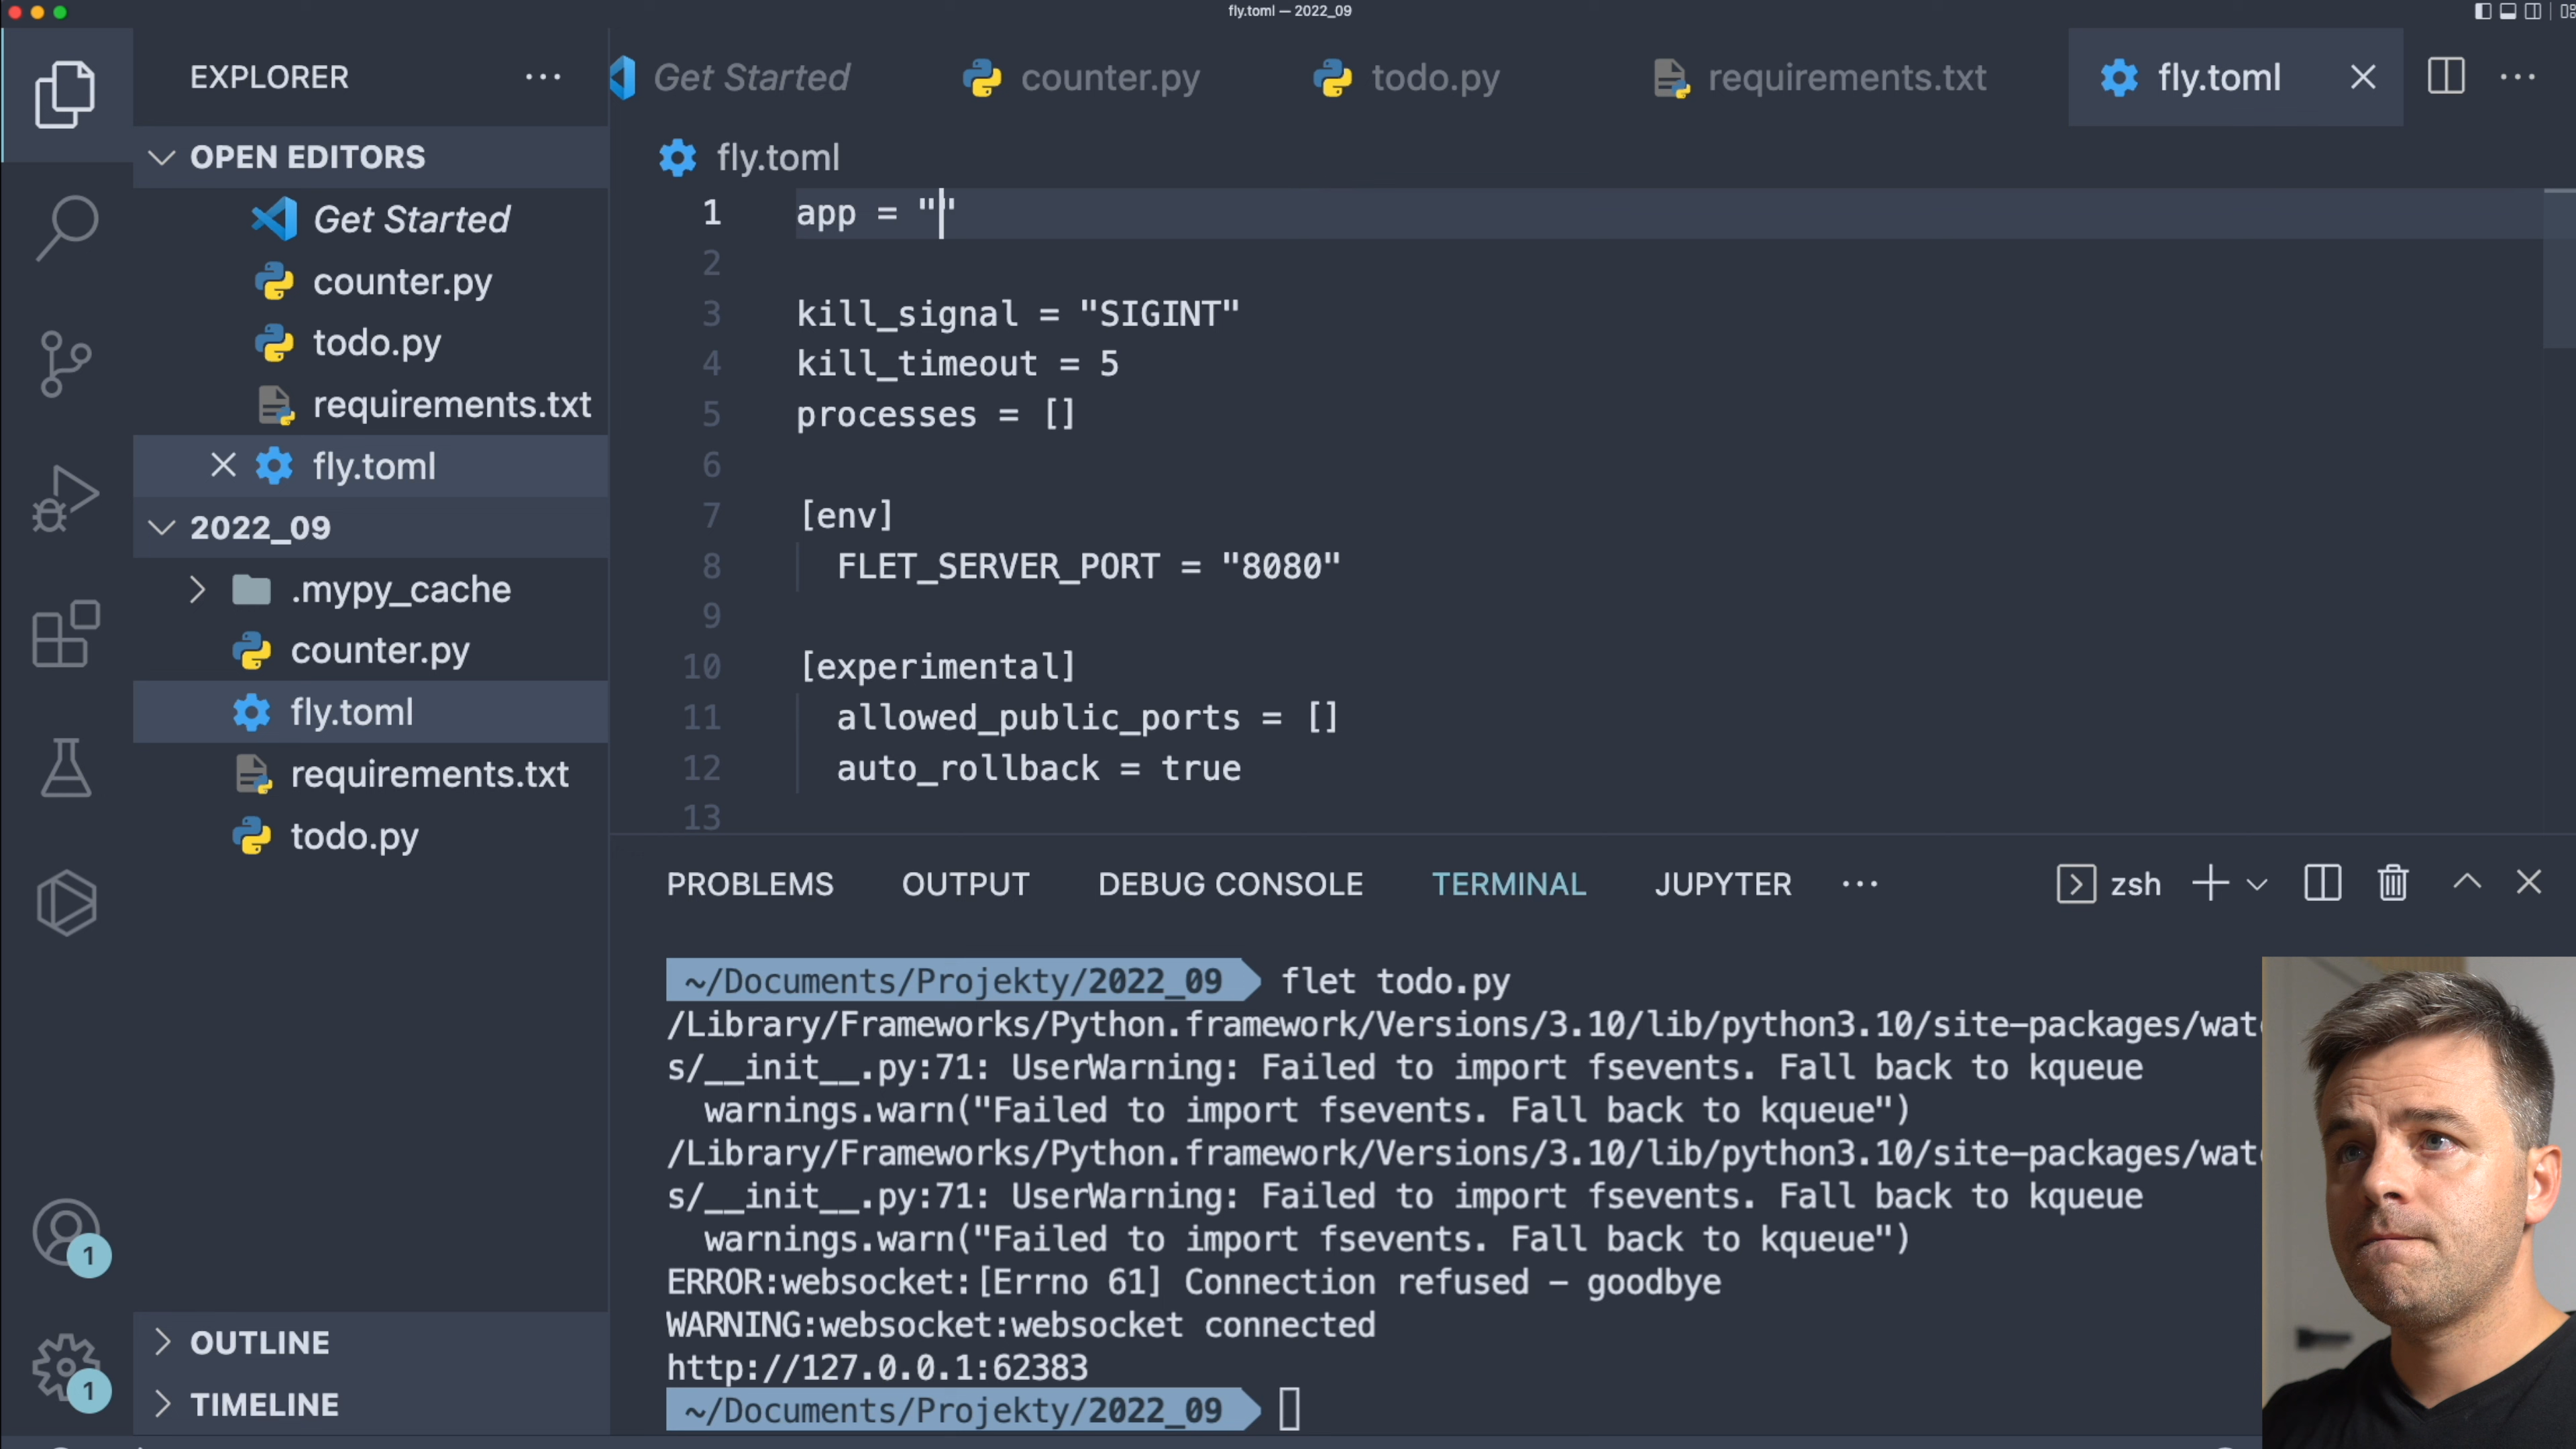 fly.toml — 2022_09
EXPLORER
Get Started
counter.py
todo.py
requirements.txt
fly.toml
OPEN EDITORS
Get Started
counter.py
todo.py
requirements.txt
fly.toml
2022_09
.mypy_cache
counter.py
fly.toml
requirements.txt
todo.py
OUTLINE
TIMELINE
1
1
fly.toml
1 app = ""
2
3 kill_signal = "SIGINT"
4 kill_timeout = 5
5 processes = []
6
7 [env]
8 FLET_SERVER_PORT = "8080"
9
10 [experimental]
11 allowed_public_ports = []
12 auto_rollback = true
13
PROBLEMS OUTPUT DEBUG CONSOLE TERMINAL JUPYTER
zsh
~/Documents/Projekty/2022_09 flet todo.py
/Library/Frameworks/Python.framework/Versions/3.10/lib/python3.10/site-packages/wat
s/__init__.py:71: UserWarning: Failed to import fsevents. Fall back to kqueue
warnings.warn("Failed to import fsevents. Fall back to kqueue")
/Library/Frameworks/Python.framework/Versions/3.10/lib/python3.10/site-packages/wat
s/__init__.py:71: UserWarning: Failed to import fsevents. Fall back to kqueue
warnings.warn("Failed to import fsevents. Fall back to kqueue")
ERROR:websocket:[Errno 61] Connection refused - goodbye
WARNING:websocket:websocket connected
http://127.0.0.1:62383
~/Documents/Projekty/2022_09